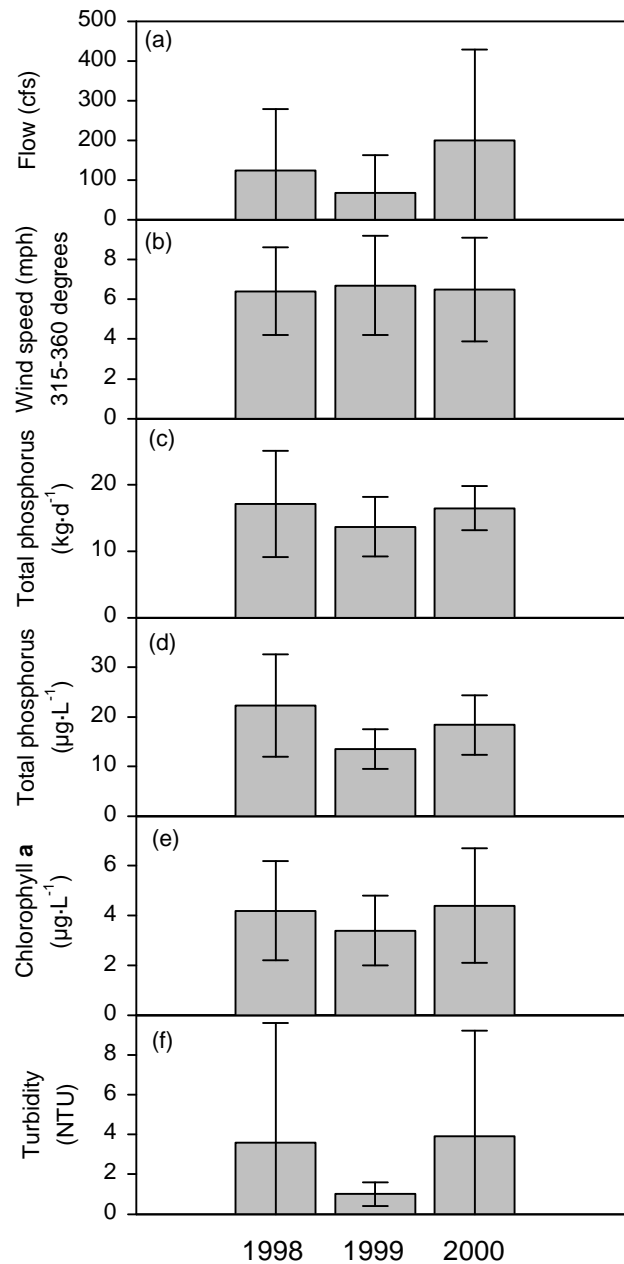 (a)
Flow (cfs)
500
400
300
200
100
0
(b)
Wind speed (mph)
315-360 degrees
8
6
4
2
0
(c)
Total phosphorus
(kg·d⁻¹)
20
10
0
(d)
Total phosphorus
(µg·L⁻¹)
30
20
10
0
(e)
Chlorophyll a
(µg·L⁻¹)
6
4
2
0
(f)
Turbidity
(NTU)
8
6
4
2
0
1998 1999 2000